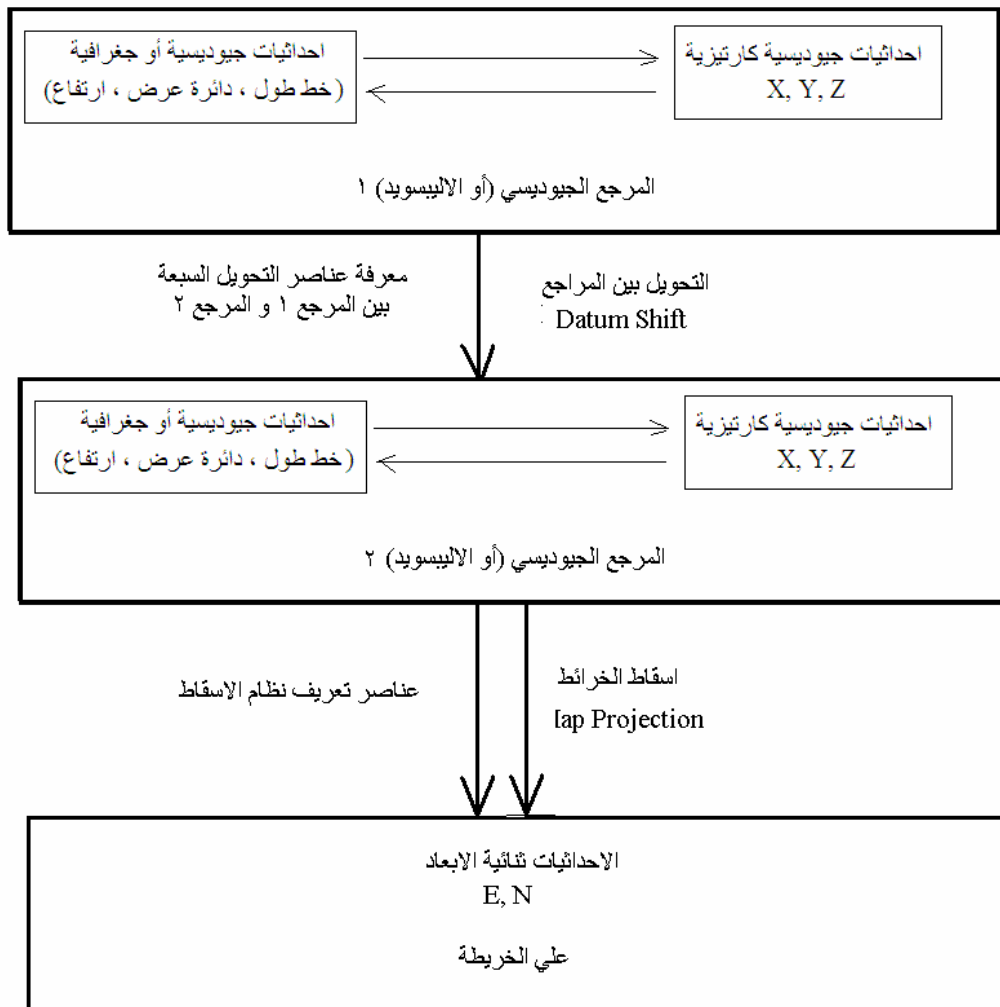 احداثيات جيوديسية أو جغرافية
(خط طول ، دائرة عرض ، ارتفاع)
احداثيات جيوديسية كارتيزية
X, Y, Z
المرجع الجيوديسي (أو الاليبسويد) ١
معرفة عناصر التحويل السبعة
بين المرجع ١ و المرجع ٢
التحويل بين المراجع
Datum Shift
احداثيات جيوديسية أو جغرافية
(خط طول ، دائرة عرض ، ارتفاع)
احداثيات جيوديسية كارتيزية
X, Y, Z
المرجع الجيوديسي (أو الاليبسويد) ٢
عناصر تعريف نظام الاسقاط
اسقاط الخرائط
ap Projection
الاحداثيات ثنائية الابعاد
E, N
علي الخريطة